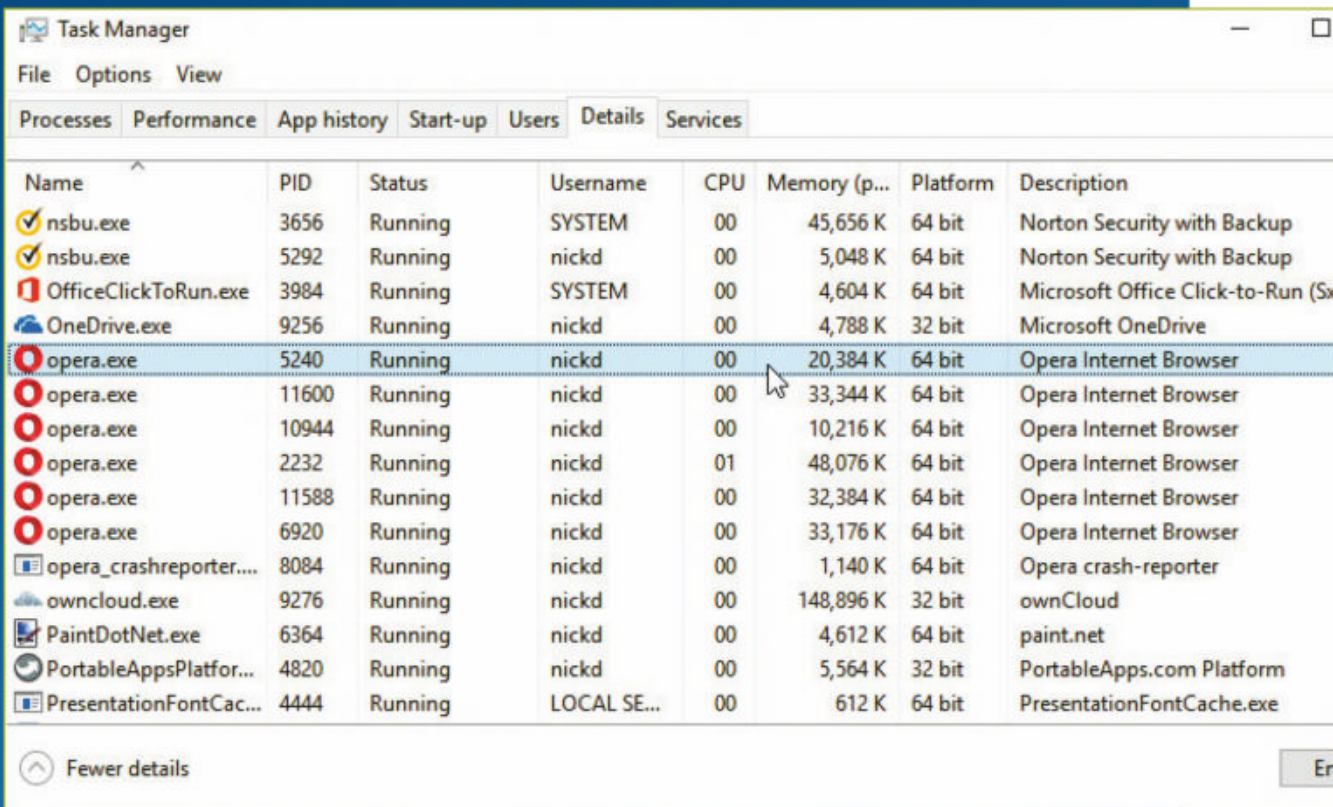 Task Manager
File Options View
Processes Performance App history Start-up Users Details Services
Name PID Status Username CPU Memory (p... Platform Description
nsbu.exe 3656 Running SYSTEM 00 45,656 K 64 bit Norton Security with Backup
nsbu.exe 5292 Running nickd 00 5,048 K 64 bit Norton Security with Backup
OfficeClickToRun.exe 3984 Running SYSTEM 00 4,604 K 64 bit Microsoft Office Click-to-Run (Sx
OneDrive.exe 9256 Running nickd 00 4,788 K 32 bit Microsoft OneDrive
opera.exe 5240 Running nickd 00 20,384 K 64 bit Opera Internet Browser
opera.exe 11600 Running nickd 00 33,344 K 64 bit Opera Internet Browser
opera.exe 10944 Running nickd 00 10,216 K 64 bit Opera Internet Browser
opera.exe 2232 Running nickd 01 48,076 K 64 bit Opera Internet Browser
opera.exe 11588 Running nickd 00 32,384 K 64 bit Opera Internet Browser
opera.exe 6920 Running nickd 00 33,176 K 64 bit Opera Internet Browser
opera_crashreporter.... 8084 Running nickd 00 1,140 K 64 bit Opera crash-reporter
owncloud.exe 9276 Running nickd 00 148,896 K 32 bit ownCloud
PaintDotNet.exe 6364 Running nickd 00 4,612 K 64 bit paint.net
PortableAppsPlatfor... 4820 Running nickd 00 5,564 K 32 bit PortableApps.com Platform
PresentationFontCac... 4444 Running LOCAL SE... 00 612 K 64 bit PresentationFontCache.exe
Fewer details En